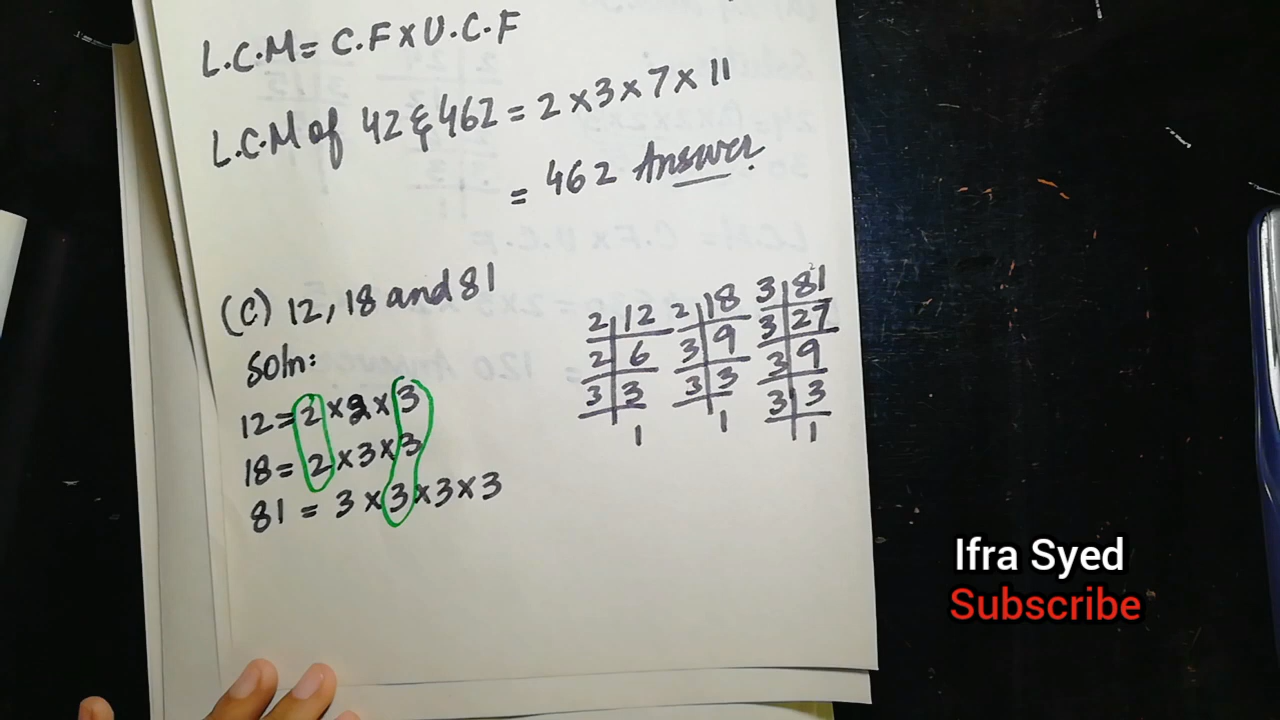 L.C.M = C.F x U.C.F
L.C.M of 42 & 462 = 2 x 3 x 7 x 11
= 462 Answer.
(C) 12, 18 and 81
Soln:
12 = 2 x 2 x 3
18 = 2 x 3 x 3
81 = 3 x 3 x 3 x 3
2 | 12
2 | 6
3 | 3
1
2 | 18
3 | 9
3 | 3
1
3 | 81
3 | 27
3 | 9
3 | 3
1
Ifra Syed
Subscribe